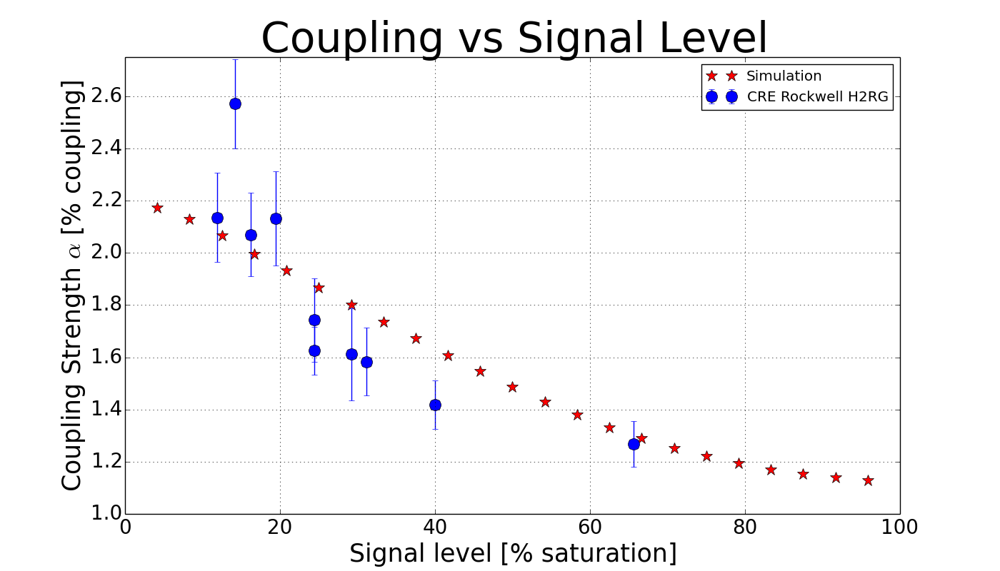 Coupling vs Signal Level
Simulation
CRE Rockwell H2RG
Coupling Strength α [% coupling]
2.6
2.4
2.2
2.0
1.8
1.6
1.4
1.2
1.0
0 20 40 60 80 100
Signal level [% saturation]